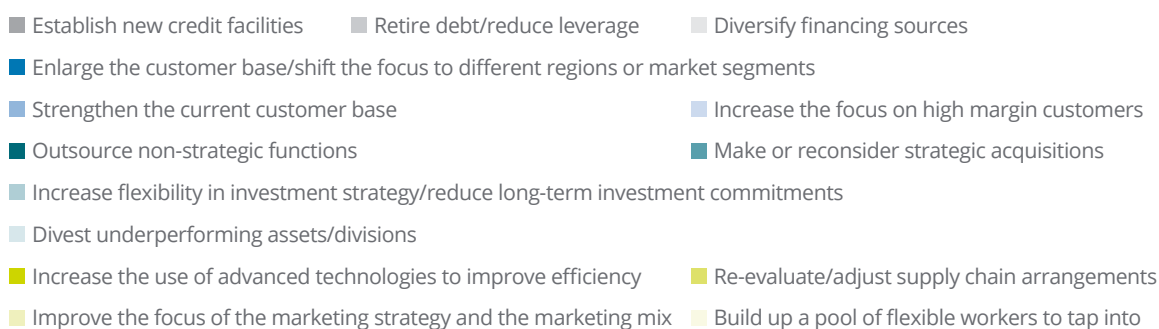 Establish new credit facilities Retire debt/reduce leverage Diversify financing sources
Enlarge the customer base/shift the focus to different regions or market segments
Strengthen the current customer base Increase the focus on high margin customers
Outsource non-strategic functions Make or reconsider strategic acquisitions
Increase flexibility in investment strategy/reduce long-term investment commitments
Divest underperforming assets/divisions
Increase the use of advanced technologies to improve efficiency Re-evaluate/adjust supply chain arrangements
Improve the focus of the marketing strategy and the marketing mix Build up a pool of flexible workers to tap into